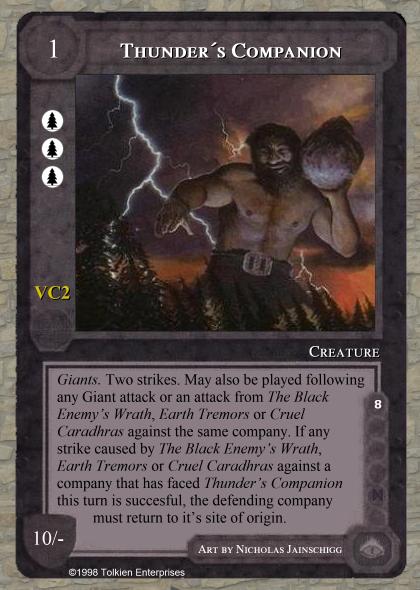 1
THUNDER´S COMPANION
VC2
CREATURE
Giants. Two strikes. May also be played following
any Giant attack or an attack from The Black
Enemy's Wrath, Earth Tremors or Cruel
Caradhras against the same company. If any
strike caused by The Black Enemy's Wrath,
Earth Tremors or Cruel Caradhras against a
company that has faced Thunder's Companion
this turn is succesful, the defending company
must return to it's site of origin.
8
10/-
ART BY NICHOLAS JAINSCHIGG
©1998 Tolkien Enterprises